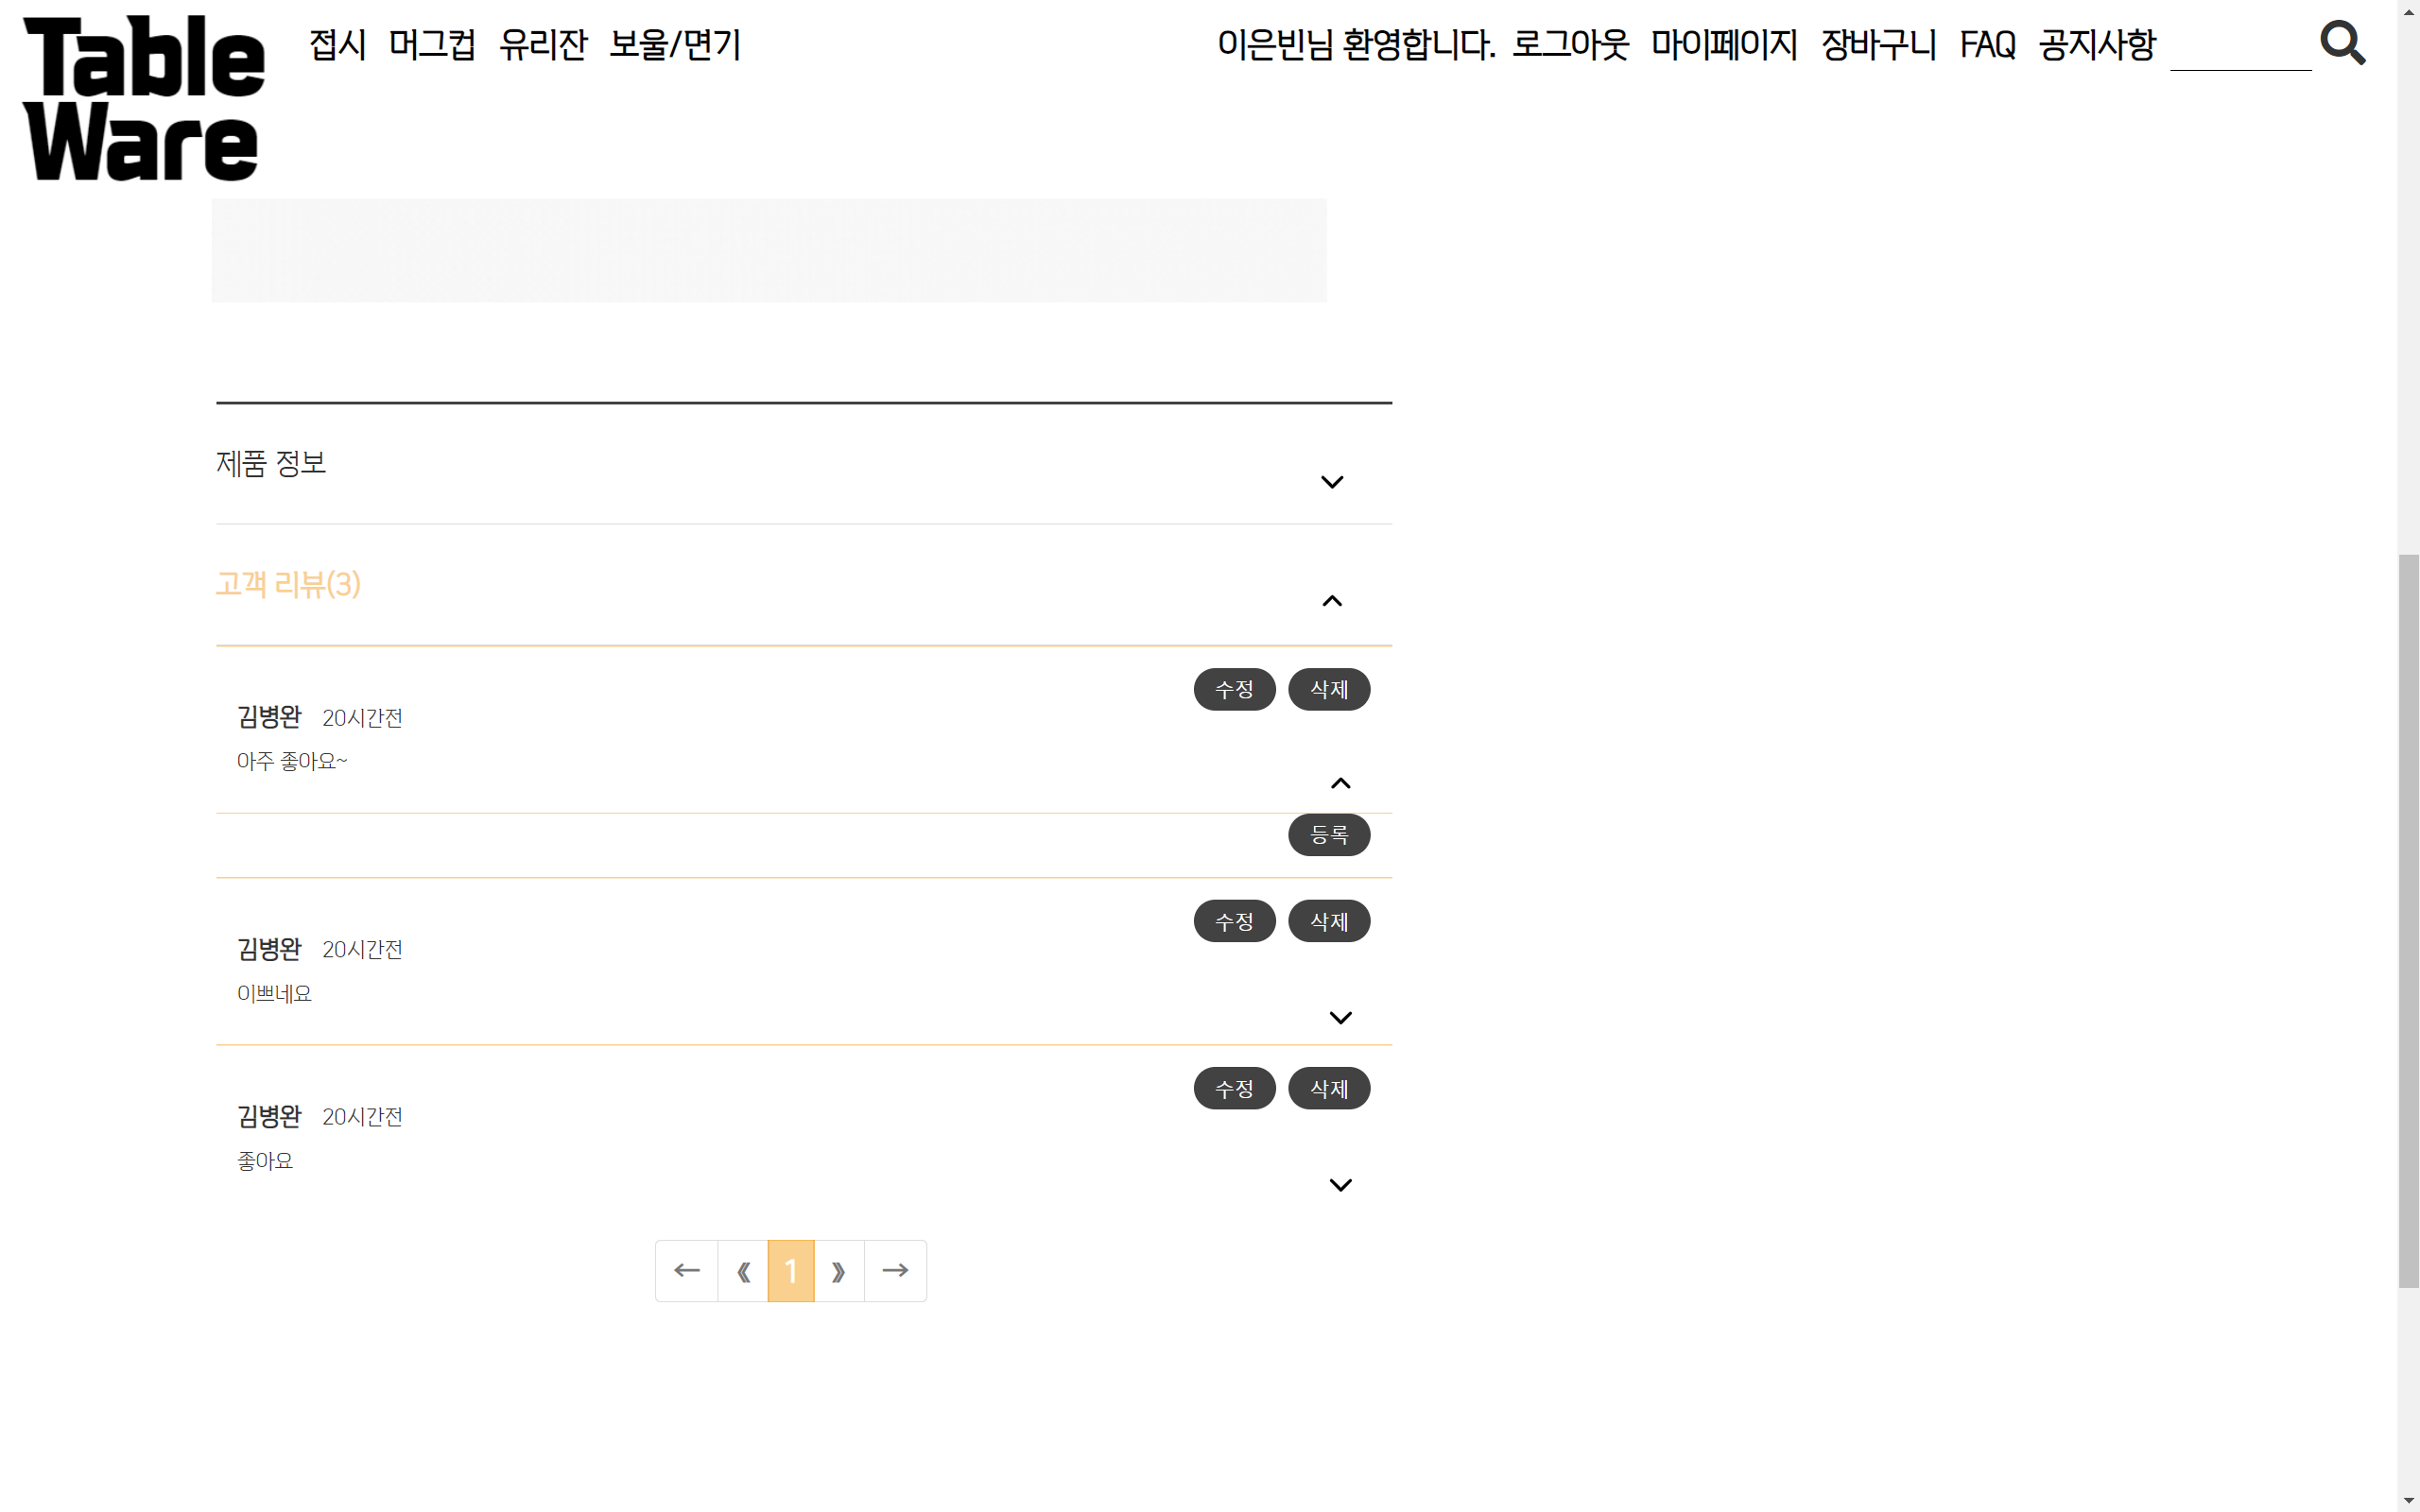 Table
Ware
접시 머그컵 유리잔 보울/면기
이은빈님 환영합니다. 로그아웃 마이페이지 장바구니 FAQ 공지사항
제품 정보
고객 리뷰(3)
수정 삭제
김병완 20시간전
아주 좋아요~
등록
수정 삭제
김병완 20시간전
이쁘네요
수정 삭제
김병완 20시간전
좋아요
← 《 1 》 →